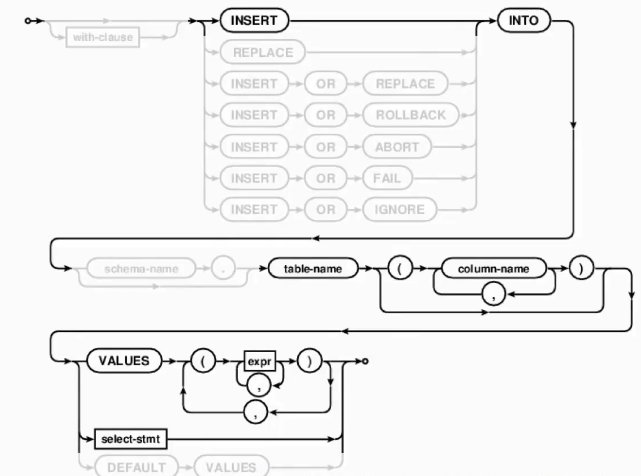 INSERT INTO
with-clause
REPLACE
INSERT OR REPLACE
INSERT OR ROLLBACK
INSERT OR ABORT
INSERT OR FAIL
INSERT OR IGNORE
schema-name . table-name ( column-name )
,
VALUES ( expr )
,
,
select-stmt
DEFAULT VALUES